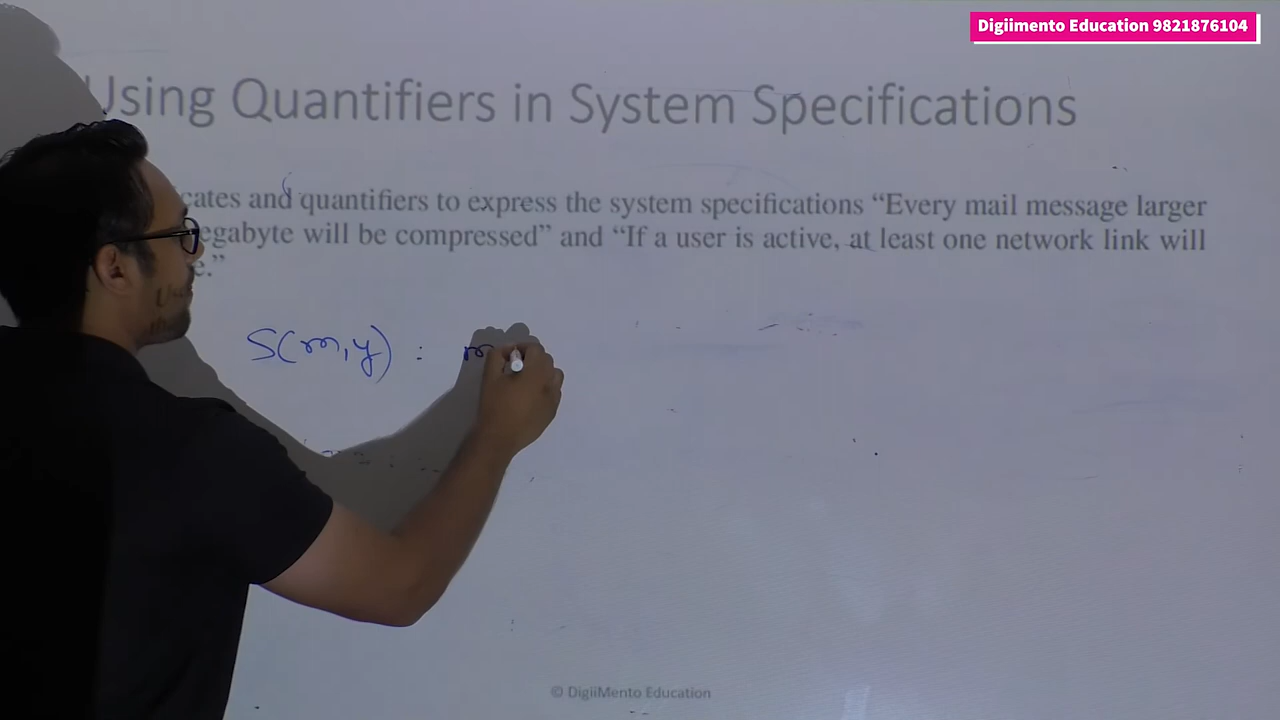 Digiimento Education 9821876104
Using Quantifiers in System Specifications
cates and quantifiers to express the system specifications “Every mail message larger
egabyte will be compressed” and “If a user is active, at least one network link will
e.”
S(m,y) : m
© DigiiMento Education